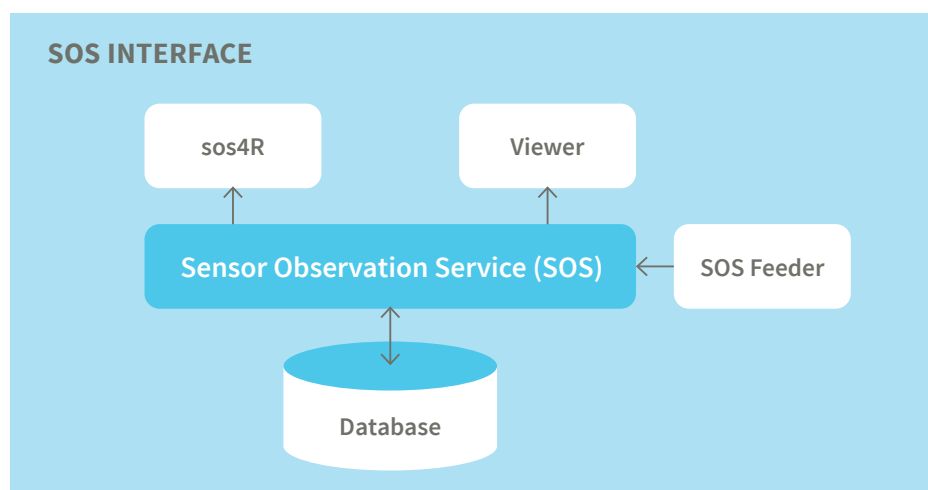 SOS INTERFACE
sos4R
Viewer
Sensor Observation Service (SOS)
SOS Feeder
Database